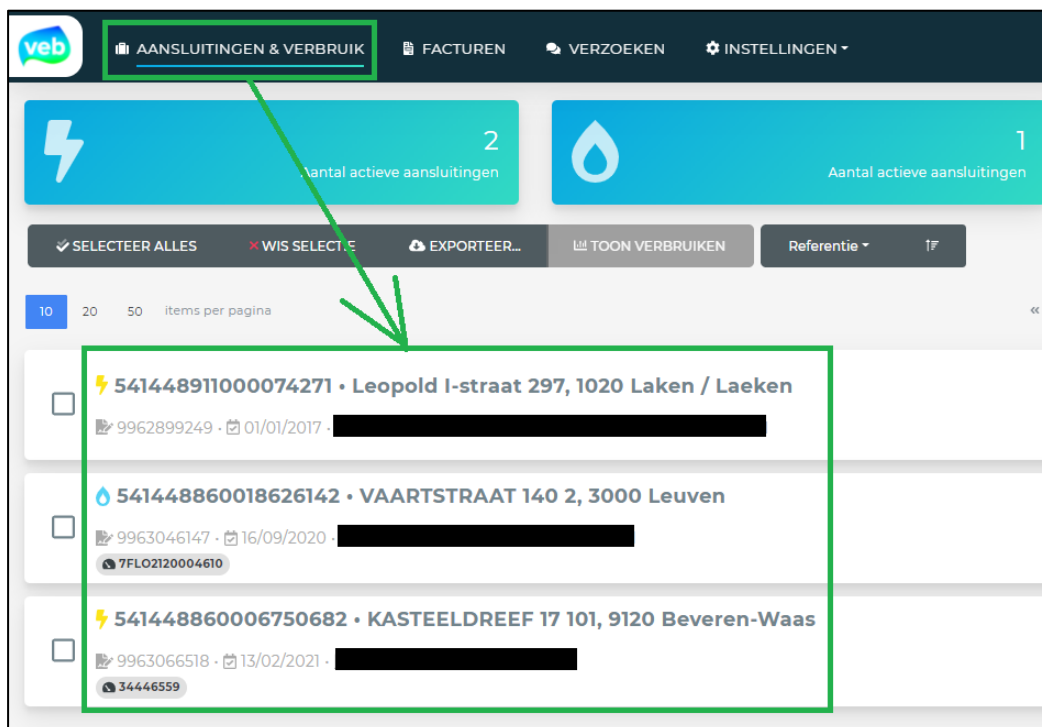 veb AANSLUITINGEN & VERBRUIK FACTUREN VERZOEKEN INSTELLINGEN
2
Aantal actieve aansluitingen
1
Aantal actieve aansluitingen
SELECTEER ALLES WIS SELECTIE EXPORTEER... TOON VERBRUIKEN Referentie
10 20 50 items per pagina «
541448911000074271 • Leopold I-straat 297, 1020 Laken / Laeken
9962899249 • 01/01/2017 •
541448860018626142 • VAARTSTRAAT 140 2, 3000 Leuven
9963046147 • 16/09/2020 •
7FLO2120004610
541448860006750682 • KASTEELDREEF 17 101, 9120 Beveren-Waas
9963066518 • 13/02/2021 •
34446559